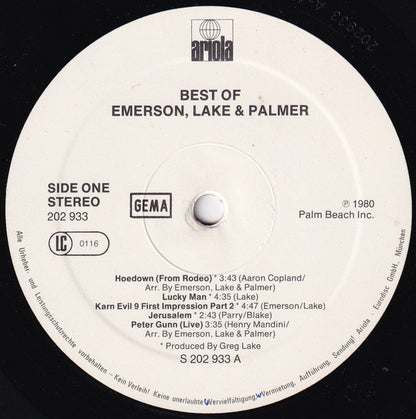 ariola
BEST OF
EMERSON, LAKE & PALMER
SIDE ONE
STEREO
202 933
GEMA
LC 0116
℗ 1980
Palm Beach Inc.
Hoedown (From Rodeo) * 3:43 (Aaron Copland/
Arr. By Emerson, Lake & Palmer)
Lucky Man * 4:35 (Lake)
Karn Evil 9 First Impression Part 2 * 4:47 (Emerson/Lake)
Jerusalem * 2:43 (Parry/Blake)
Peter Gunn (Live) 3:35 (Henry Mandini/
Arr. By Emerson, Lake & Palmer)
* Produced By Greg Lake
S 202 933 A
Alle Urheber- und Leistungsschutzrechte vorbehalten – Kein Verleih! Keine unerlaubte Vervielfältigung, Vermietung, Aufführung, Sendung! Ariola - Eurodisc GmbH, München